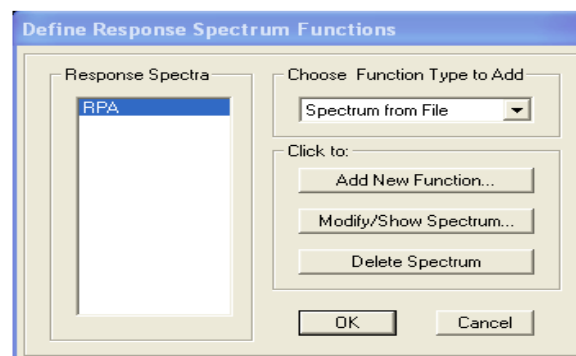 Define Response Spectrum Functions
Response Spectra
RPA
Choose Function Type to Add
Spectrum from File
Click to:
Add New Function...
Modify/Show Spectrum...
Delete Spectrum
OK
Cancel